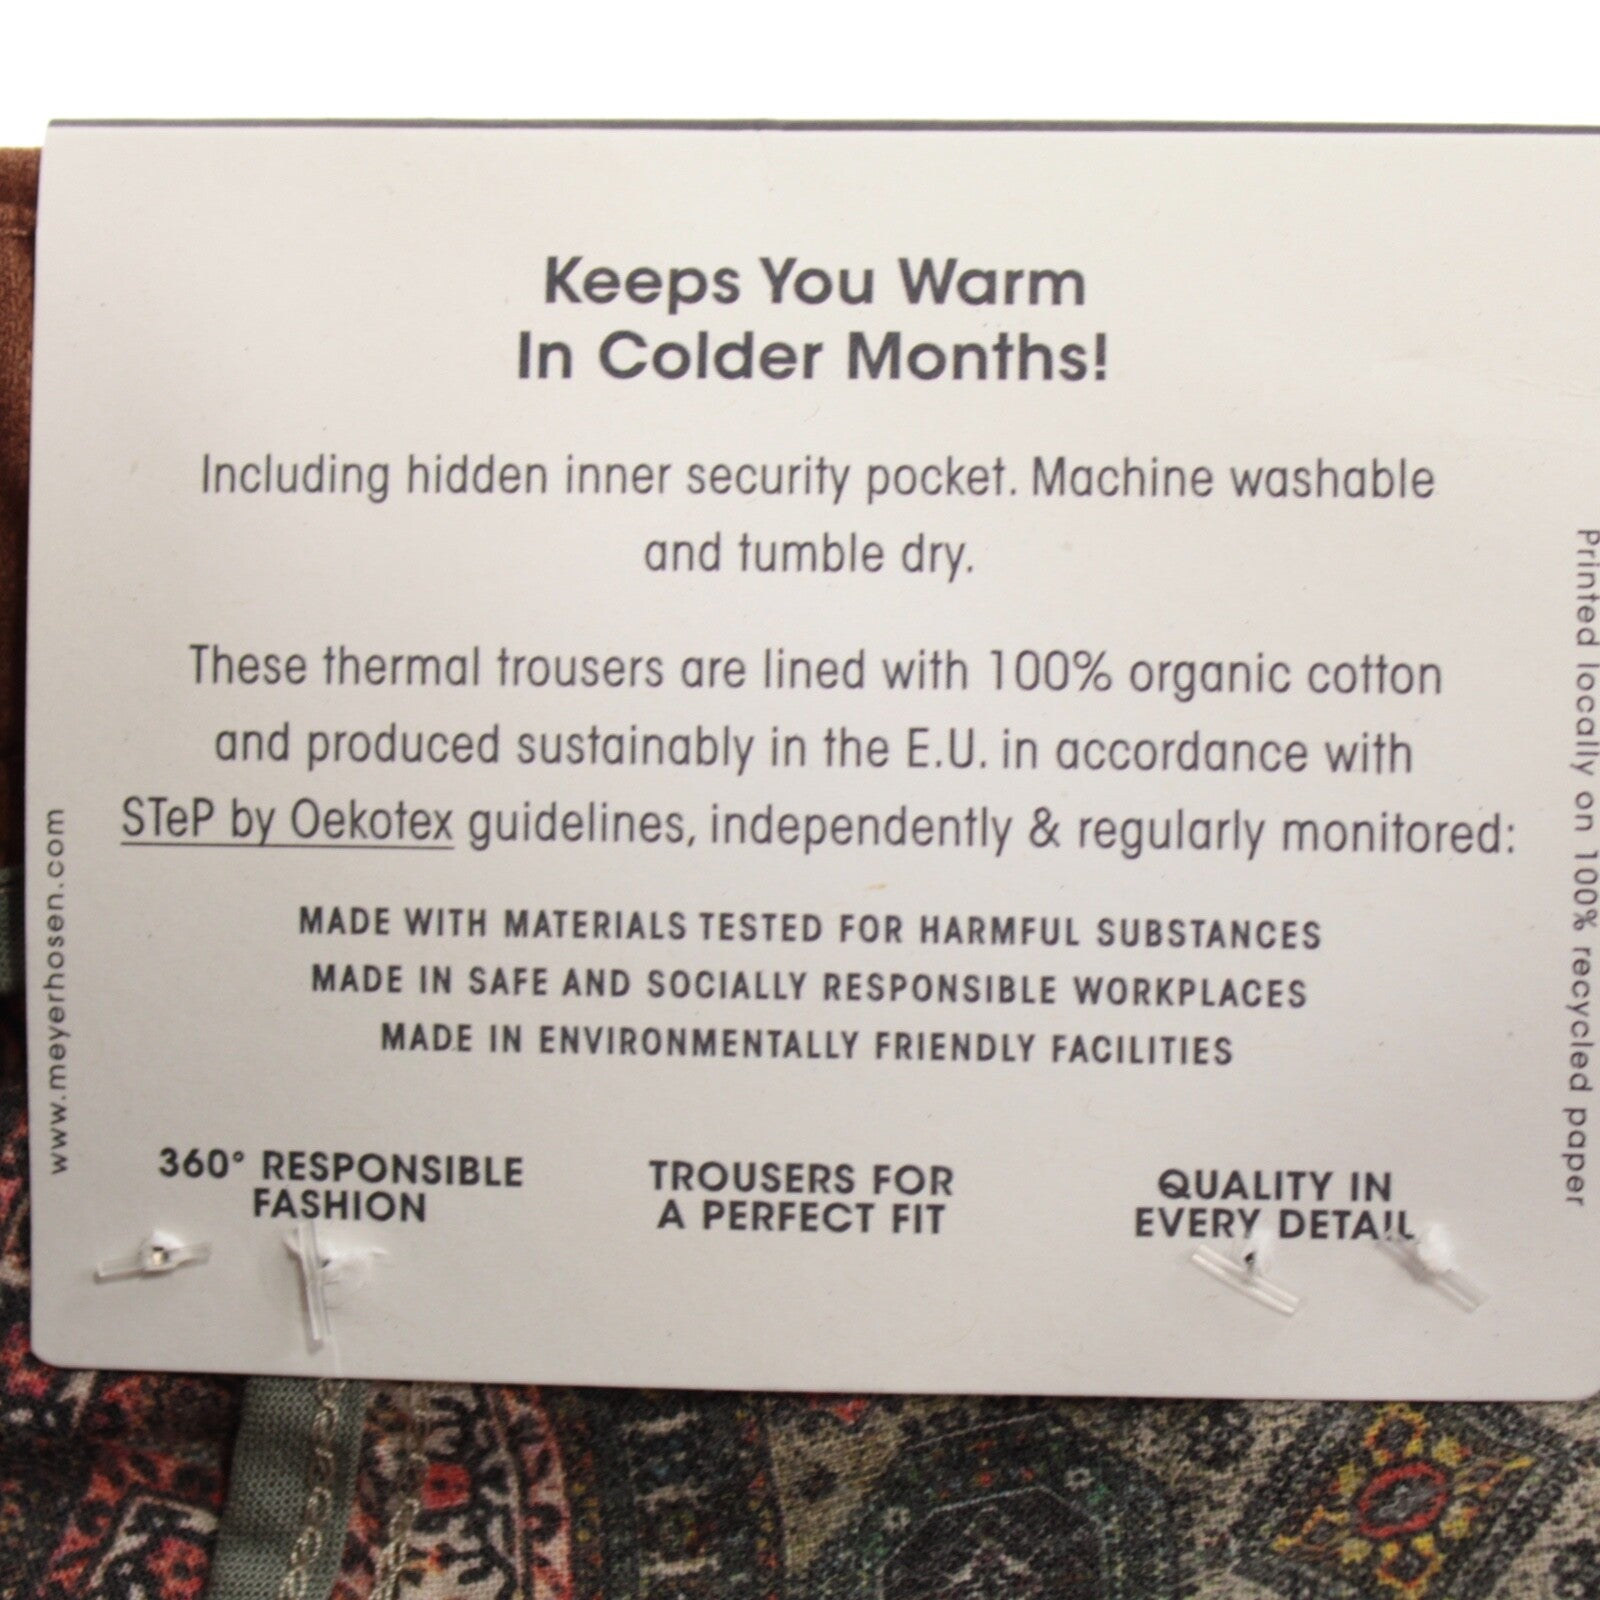 Keeps You Warm
In Colder Months!
Including hidden inner security pocket. Machine washable
and tumble dry.
These thermal trousers are lined with 100% organic cotton
and produced sustainably in the E.U. in accordance with
STeP by Oekotex guidelines, independently & regularly monitored:
MADE WITH MATERIALS TESTED FOR HARMFUL SUBSTANCES
MADE IN SAFE AND SOCIALLY RESPONSIBLE WORKPLACES
MADE IN ENVIRONMENTALLY FRIENDLY FACILITIES
360° RESPONSIBLE
FASHION
TROUSERS FOR
A PERFECT FIT
QUALITY IN
EVERY DETAIL
www.meyerhosen.com
Printed locally on 100% recycled paper